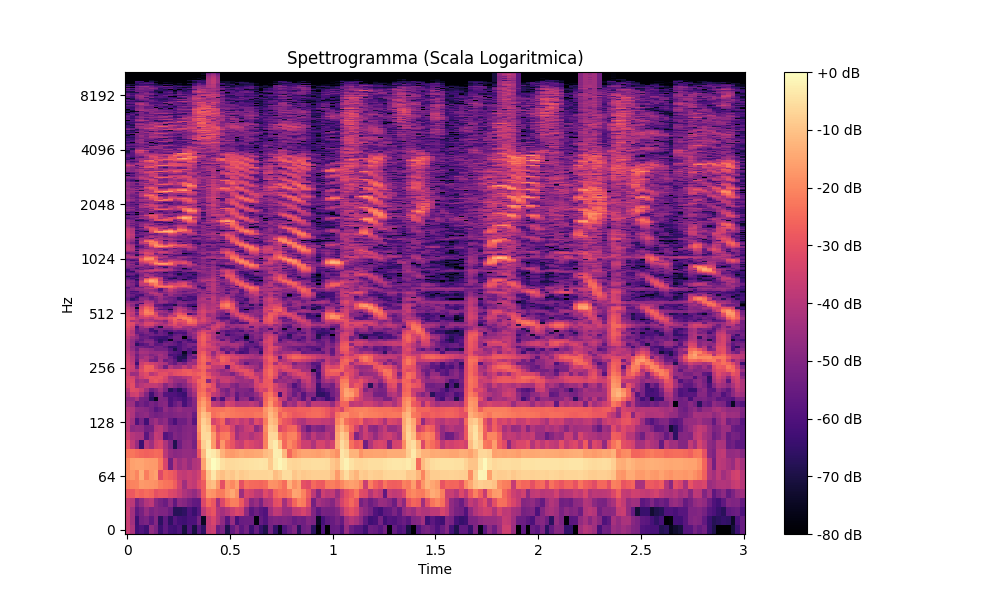 Spettrogramma (Scala Logaritmica)
Hz
8192
4096
2048
1024
512
256
128
64
0
0 0.5 1 1.5 2 2.5 3
Time
+0 dB
-10 dB
-20 dB
-30 dB
-40 dB
-50 dB
-60 dB
-70 dB
-80 dB